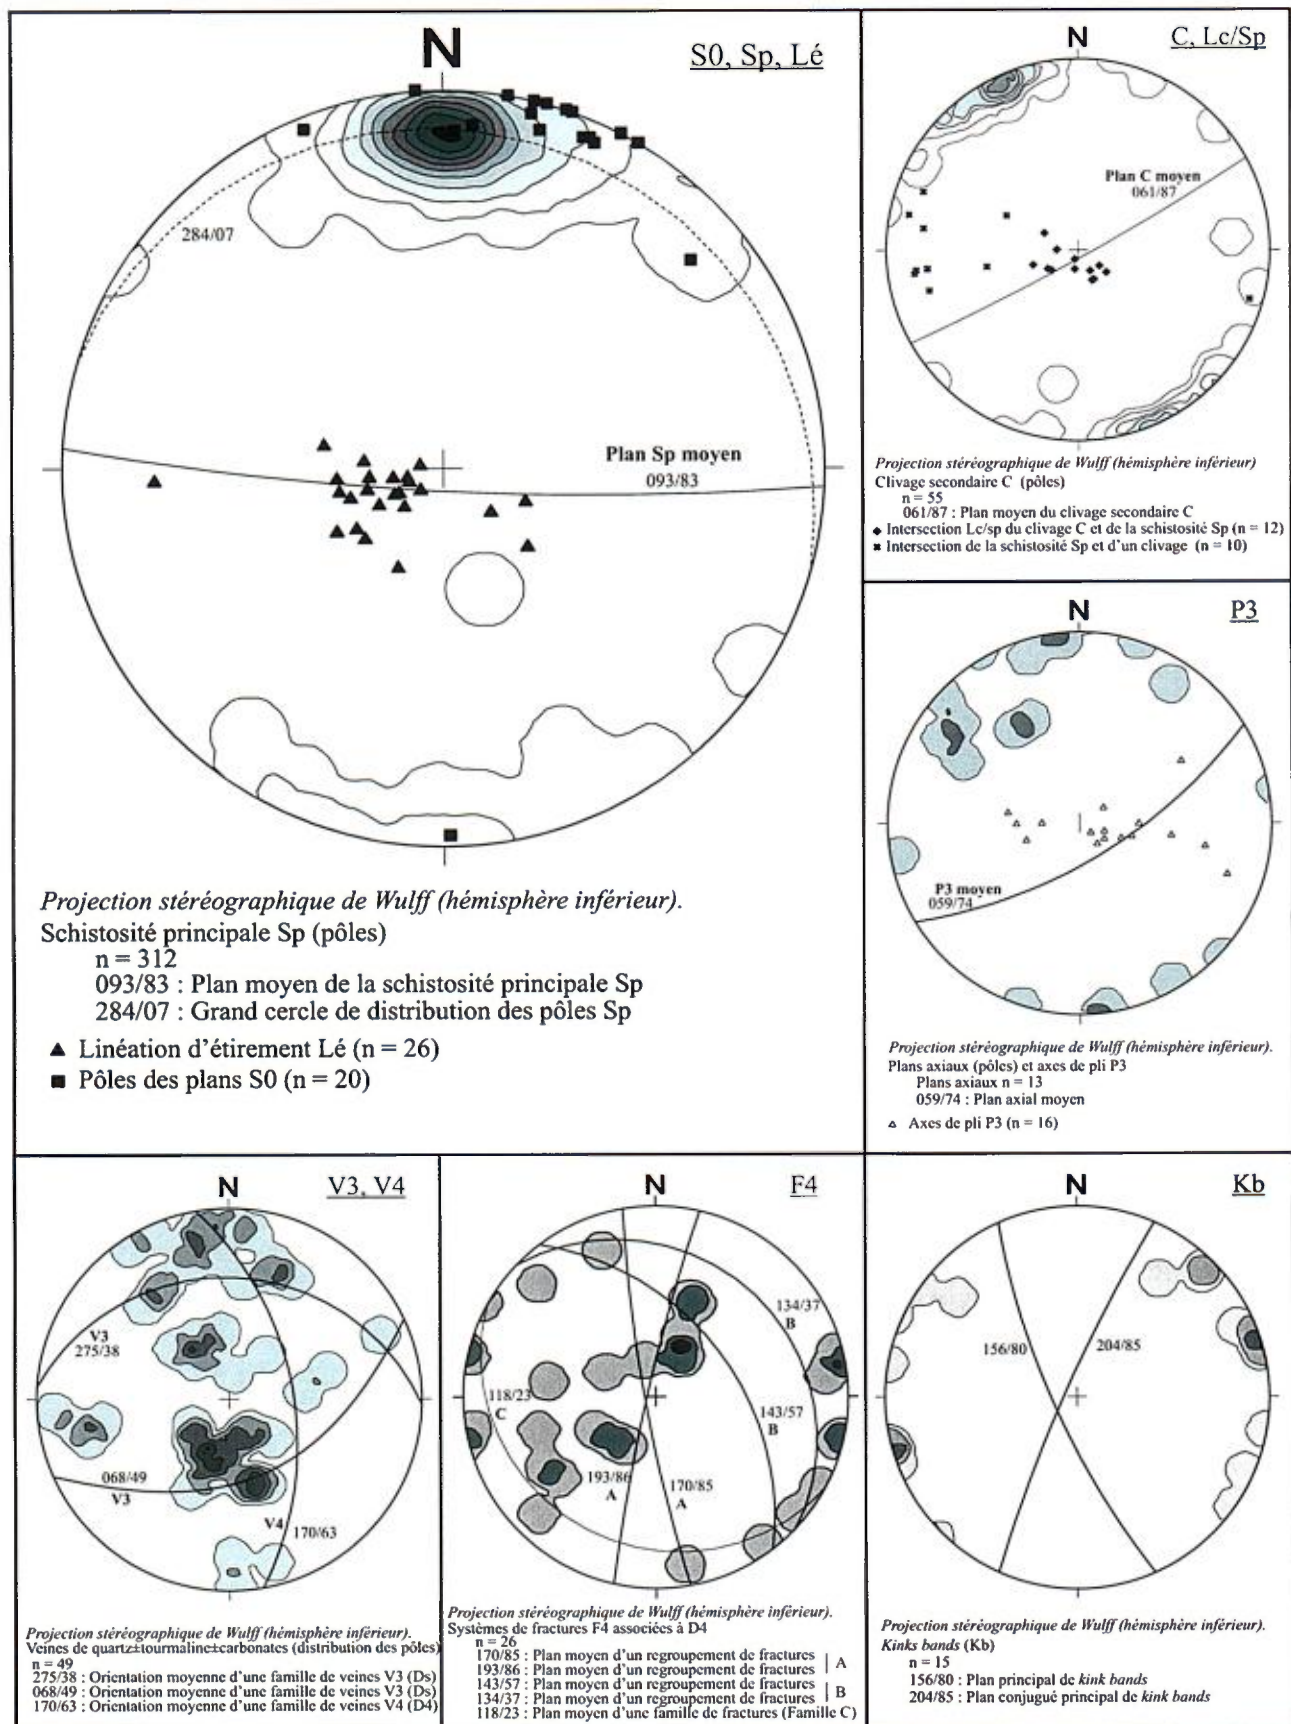 N
S0, Sp, Lé
284/07
Plan Sp moyen
093/83
Projection stéréographique de Wulff (hémisphère inférieur).
Schistosité principale Sp (pôles)
n = 312
093/83 : Plan moyen de la schistosité principale Sp
284/07 : Grand cercle de distribution des pôles Sp
▲ Linéation d'étirement Lé (n = 26)
■ Pôles des plans S0 (n = 20)
N
C, Lc/Sp
Plan C moyen
061/87
Projection stéréographique de Wulff (hémisphère inférieur)
Clivage secondaire C (pôles)
n = 55
061/87 : Plan moyen du clivage secondaire C
◆ Intersection Lc/sp du clivage C et de la schistosité Sp (n = 12)
✖ Intersection de la schistosité Sp et d'un clivage (n = 10)
N
P3
P3 moyen
059/74
Projection stéréographique de Wulff (hémisphère inférieur).
Plans axiaux (pôles) et axes de pli P3
Plans axiaux n = 13
059/74 : Plan axial moyen
△ Axes de pli P3 (n = 16)
N
V3, V4
V3
275/38
068/49
V3
V4
170/63
Projection stéréographique de Wulff (hémisphère inférieur).
Veines de quartz±tourmaline±carbonates (distribution des pôles)
n = 49
275/38 : Orientation moyenne d'une famille de veines V3 (Ds)
068/49 : Orientation moyenne d'une famille de veines V3 (Ds)
170/63 : Orientation moyenne d'une famille de veines V4 (D4)
N
F4
134/37
B
118/23
C
143/57
B
193/86
A
170/85
A
Projection stéréographique de Wulff (hémisphère inférieur).
Systèmes de fractures F4 associées à D4
n = 26
170/85 : Plan moyen d'un regroupement de fractures
193/86 : Plan moyen d'un regroupement de fractures | A
143/57 : Plan moyen d'un regroupement de fractures
134/37 : Plan moyen d'un regroupement de fractures | B
118/23 : Plan moyen d'une famille de fractures (Famille C)
N
Kb
156/80
204/85
Projection stéréographique de Wulff (hémisphère inférieur).
Kinks bands (Kb)
n = 15
156/80 : Plan principal de kink bands
204/85 : Plan conjugué principal de kink bands